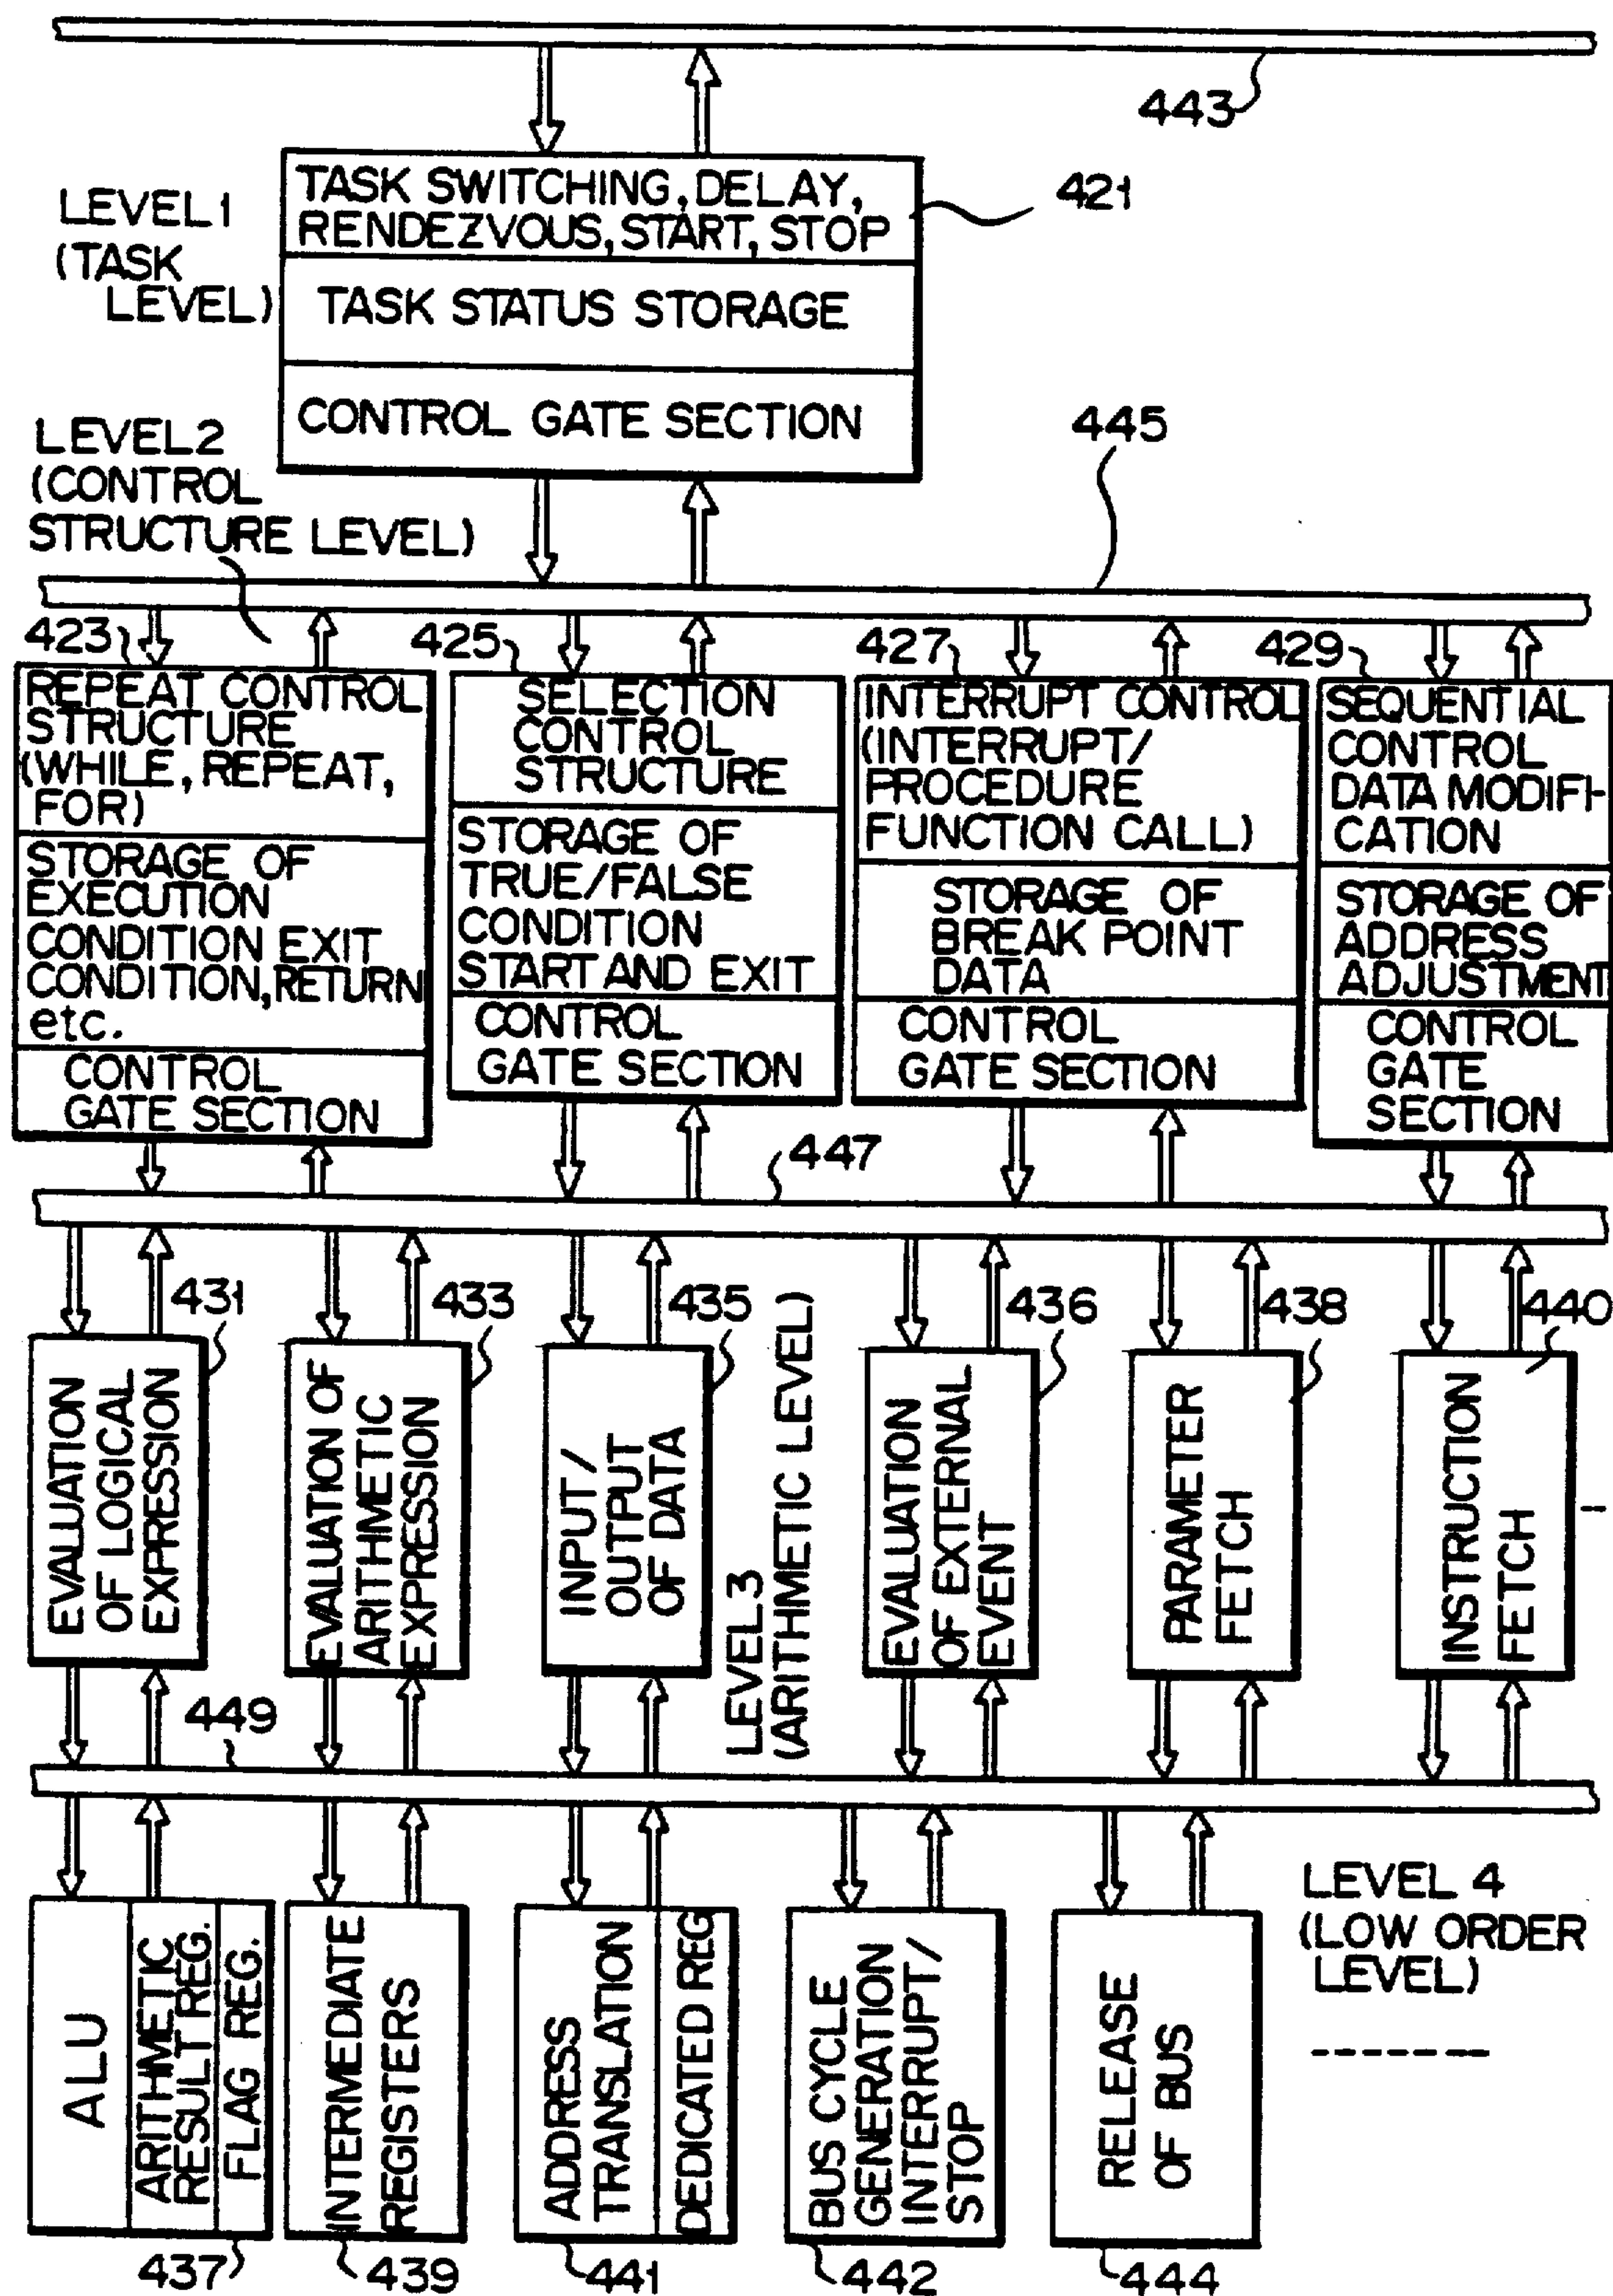 443
LEVEL 1
(TASK
LEVEL)
TASK SWITCHING, DELAY,
RENDEZVOUS, START, STOP
421
TASK STATUS STORAGE
CONTROL GATE SECTION
LEVEL 2
(CONTROL
STRUCTURE LEVEL)
445
423
REPEAT CONTROL
STRUCTURE
(WHILE, REPEAT,
FOR)
STORAGE OF
EXECUTION
CONDITION EXIT
CONDITION, RETURN
etc.
CONTROL
GATE SECTION
425
SELECTION
CONTROL
STRUCTURE
STORAGE OF
TRUE/FALSE
CONDITION
START AND EXIT
CONTROL
GATE SECTION
427
INTERRUPT CONTROL
(INTERRUPT/
PROCEDURE
FUNCTION CALL)
STORAGE OF
BREAK POINT
DATA
CONTROL
GATE SECTION
429
SEQUENTIAL
CONTROL
DATA MODIFI-
CATION
STORAGE OF
ADDRESS
ADJUSTMENT
CONTROL
GATE
SECTION
447
431
EVALUATION
OF LOGICAL
EXPRESSION
433
EVALUATION OF
ARITHMETIC
EXPRESSION
435
INPUT/
OUTPUT
OF DATA
LEVEL 3
(ARITHMETIC LEVEL)
436
EVALUATION
OF EXTERNAL
EVENT
438
PARAMETER
FETCH
440
INSTRUCTION
FETCH
449
ALU
ARITHMETIC
RESULT REG.
FLAG REG.
437
INTERMEDIATE
REGISTERS
439
ADDRESS
TRANSLATION
DEDICATED REG
441
BUS CYCLE
GENERATION
INTERRUPT/
STOP
442
RELEASE
OF BUS
444
LEVEL 4
(LOW ORDER
LEVEL)